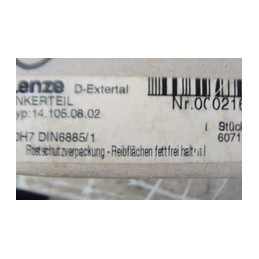 Lenze D-Extertal
NKERTEIL Nr.000216
yp:14.105.08.02
0H7 DIN6885/1 Stück
6071
Rostschutzverpackung - Reibflächen fettfrei halten!